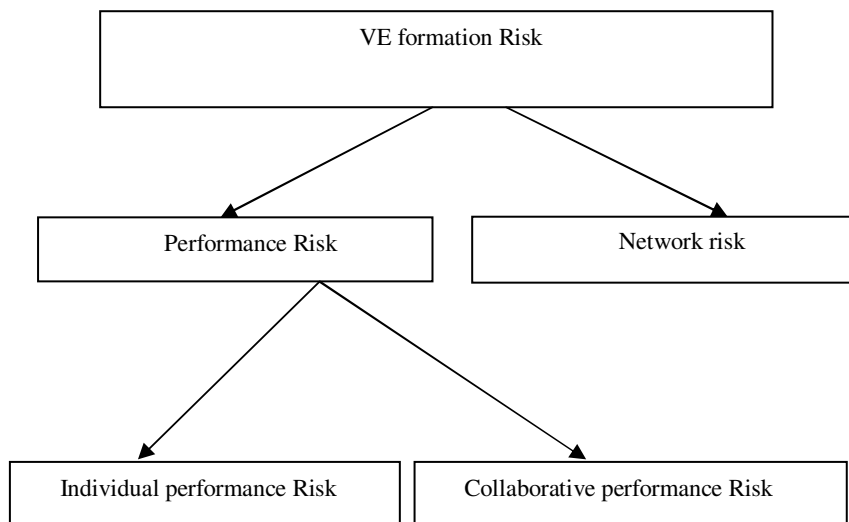 VE formation Risk
Performance Risk
Network risk
Individual performance Risk
Collaborative performance Risk